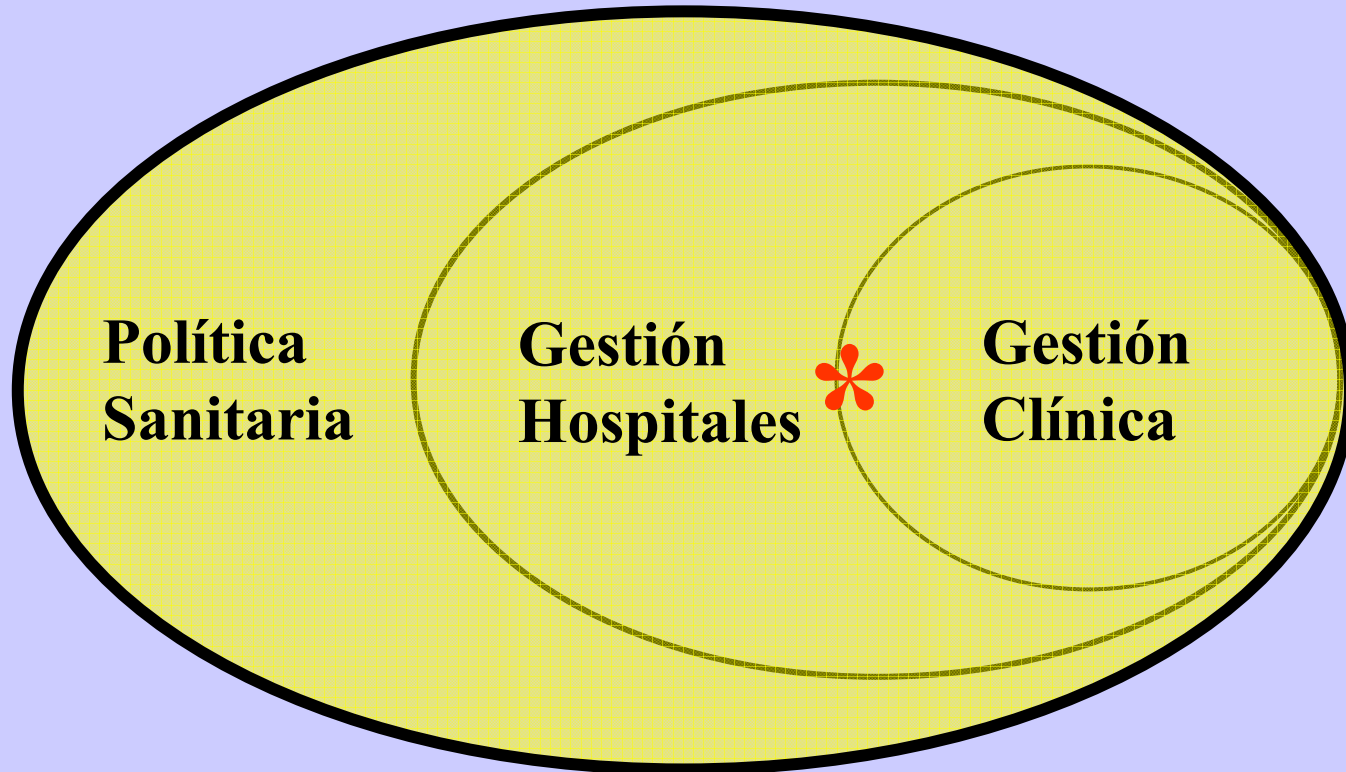 Política
Sanitaria
Gestión
Hospitales
*
Gestión
Clínica